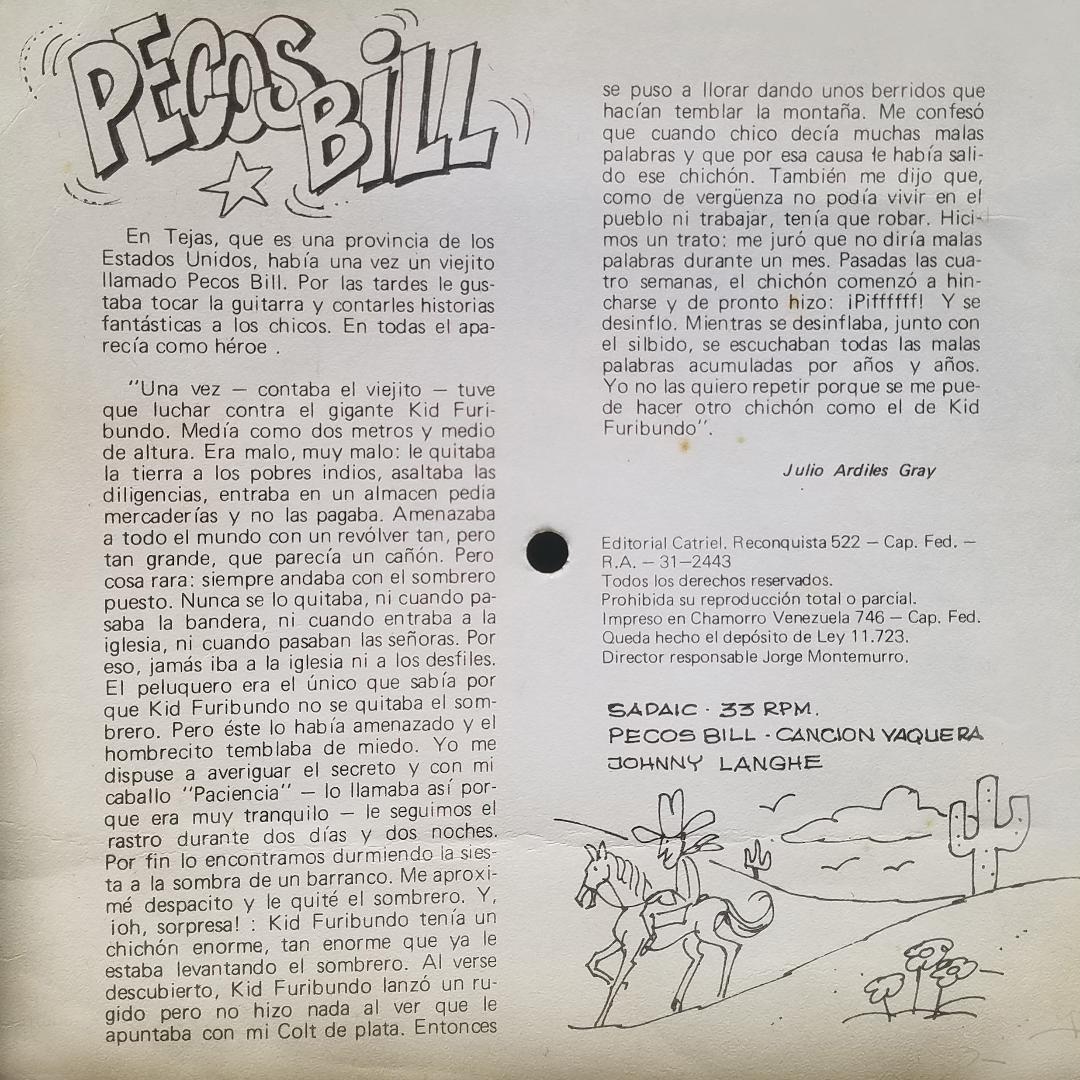 PECOS BILL
En Tejas, que es una provincia de los
Estados Unidos, había una vez un viejito
llamado Pecos Bill. Por las tardes le gus-
taba tocar la guitarra y contarles historias
fantásticas a los chicos. En todas el apa-
recía como héroe .
"Una vez — contaba el viejito — tuve
que luchar contra el gigante Kid Furi-
bundo. Medía como dos metros y medio
de altura. Era malo, muy malo: le quitaba
la tierra a los pobres indios, asaltaba las
diligencias, entraba en un almacen pedia
mercaderías y no las pagaba. Amenazaba
a todo el mundo con un revólver tan, pero
tan grande, que parecía un cañón. Pero
cosa rara: siempre andaba con el sombrero
puesto. Nunca se lo quitaba, ni cuando pa-
saba la bandera, ni cuando entraba a la
iglesia, ni cuando pasaban las señoras. Por
eso, jamás iba a la iglesia ni a los desfiles.
El peluquero era el único que sabía por
que Kid Furibundo no se quitaba el som-
brero. Pero éste lo había amenazado y el
hombrecito temblaba de miedo. Yo me
dispuse a averiguar el secreto y con mi
caballo "Paciencia" — lo llamaba así por-
que era muy tranquilo — le seguimos el
rastro durante dos días y dos noches.
Por fin lo encontramos durmiendo la sies-
ta a la sombra de un barranco. Me aproxi-
mé despacito y le quité el sombrero. Y,
¡oh, sorpresa! : Kid Furibundo tenía un
chichón enorme, tan enorme que ya le
estaba levantando el sombrero. Al verse
descubierto, Kid Furibundo lanzó un ru-
gido pero no hizo nada al ver que le
apuntaba con mi Colt de plata. Entonces
se puso a llorar dando unos berridos que
hacían temblar la montaña. Me confesó
que cuando chico decía muchas malas
palabras y que por esa causa le había sali-
do ese chichón. También me dijo que,
como de vergüenza no podía vivir en el
pueblo ni trabajar, tenía que robar. Hici-
mos un trato: me juró que no diría malas
palabras durante un mes. Pasadas las cua-
tro semanas, el chichón comenzó a hin-
charse y de pronto hizo: ¡Piffffff! Y se
desinflo. Mientras se desinflaba, junto con
el silbido, se escuchaban todas las malas
palabras acumuladas por años y años.
Yo no las quiero repetir porque se me pue-
de hacer otro chichón como el de Kid
Furibundo".
Julio Ardiles Gray
Editorial Catriel. Reconquista 522 — Cap. Fed. —
R.A. — 31—2443
Todos los derechos reservados.
Prohibida su reproducción total o parcial.
Impreso en Chamorro Venezuela 746 — Cap. Fed.
Queda hecho el depósito de Ley 11.723.
Director responsable Jorge Montemurro.
SADAIC · 33 RPM.
PECOS BILL · CANCION VAQUERA
JOHNNY LANGHE